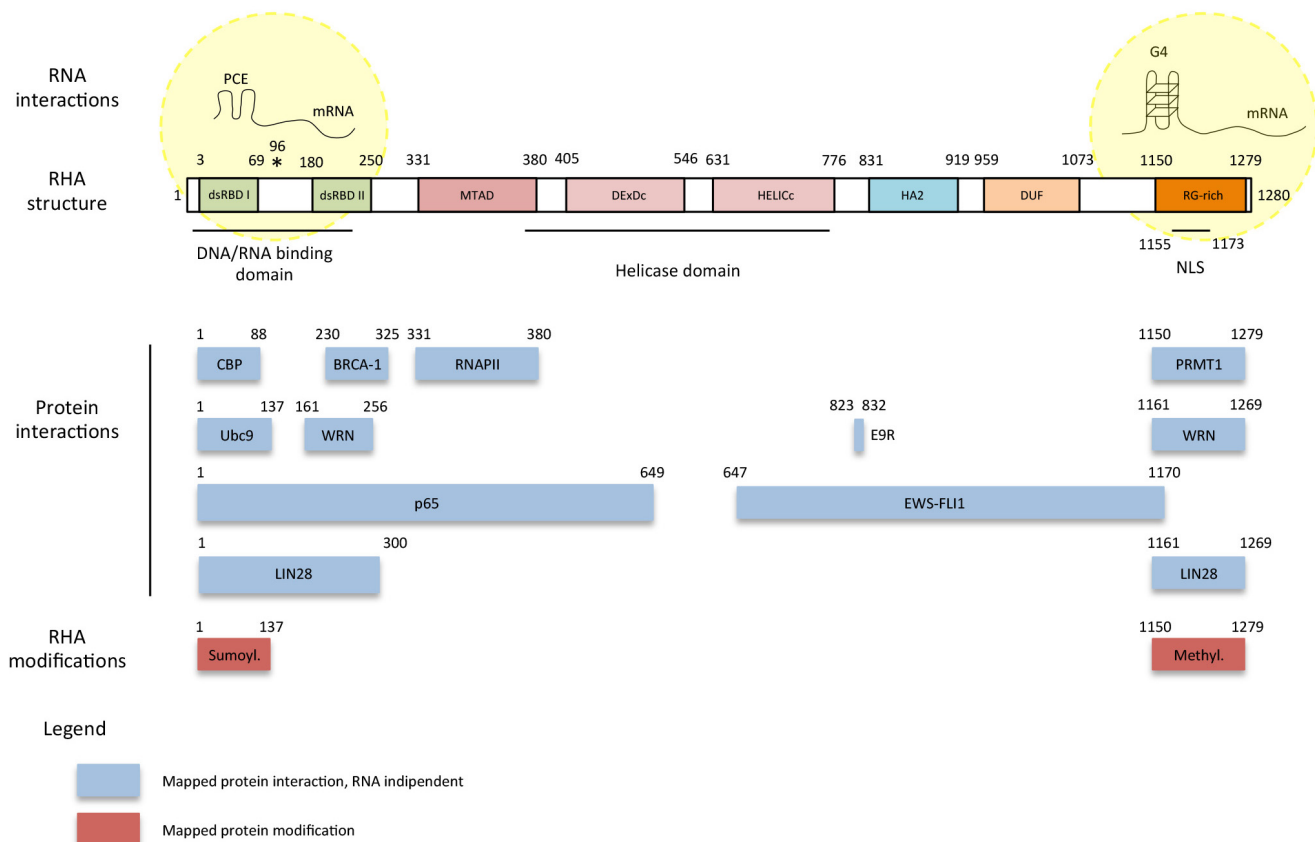 RNA
interactions
PCE
mRNA
G4
mRNA
RHA
structure
96
*
3 69 180 250 331 380 405 546 631 776 831 919 959 1073 1150 1279
1 dsRBD I dsRBD II MTAD DExDc HELICc HA2 DUF RG-rich 1280
DNA/RNA binding
domain
Helicase domain
1155 1173
NLS
Protein
interactions
1 88 230 325 331 380 1150 1279
CBP BRCA-1 RNAPII PRMT1
1 137 161 256 823 832 1161 1269
Ubc9 WRN E9R WRN
1 649 647 1170
p65 EWS-FLI1
1 300 1161 1269
LIN28 LIN28
RHA
modifications
1 137 1150 1279
Sumoyl. Methyl.
Legend
Mapped protein interaction, RNA indipendent
Mapped protein modification